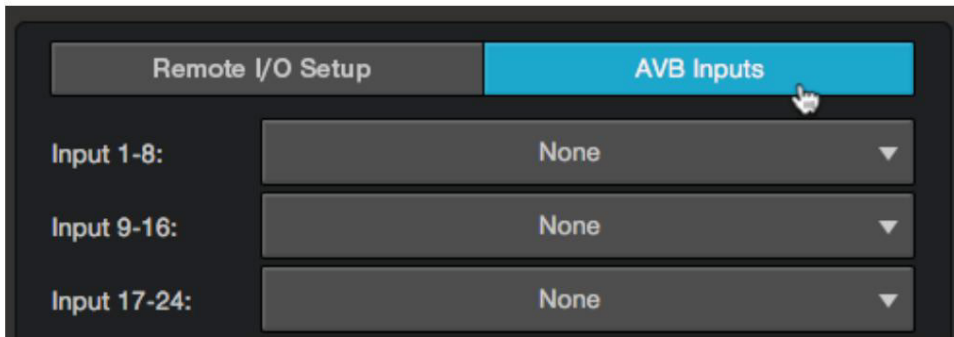 Remote I/O Setup AVB Inputs
Input 1-8: None
Input 9-16: None
Input 17-24: None